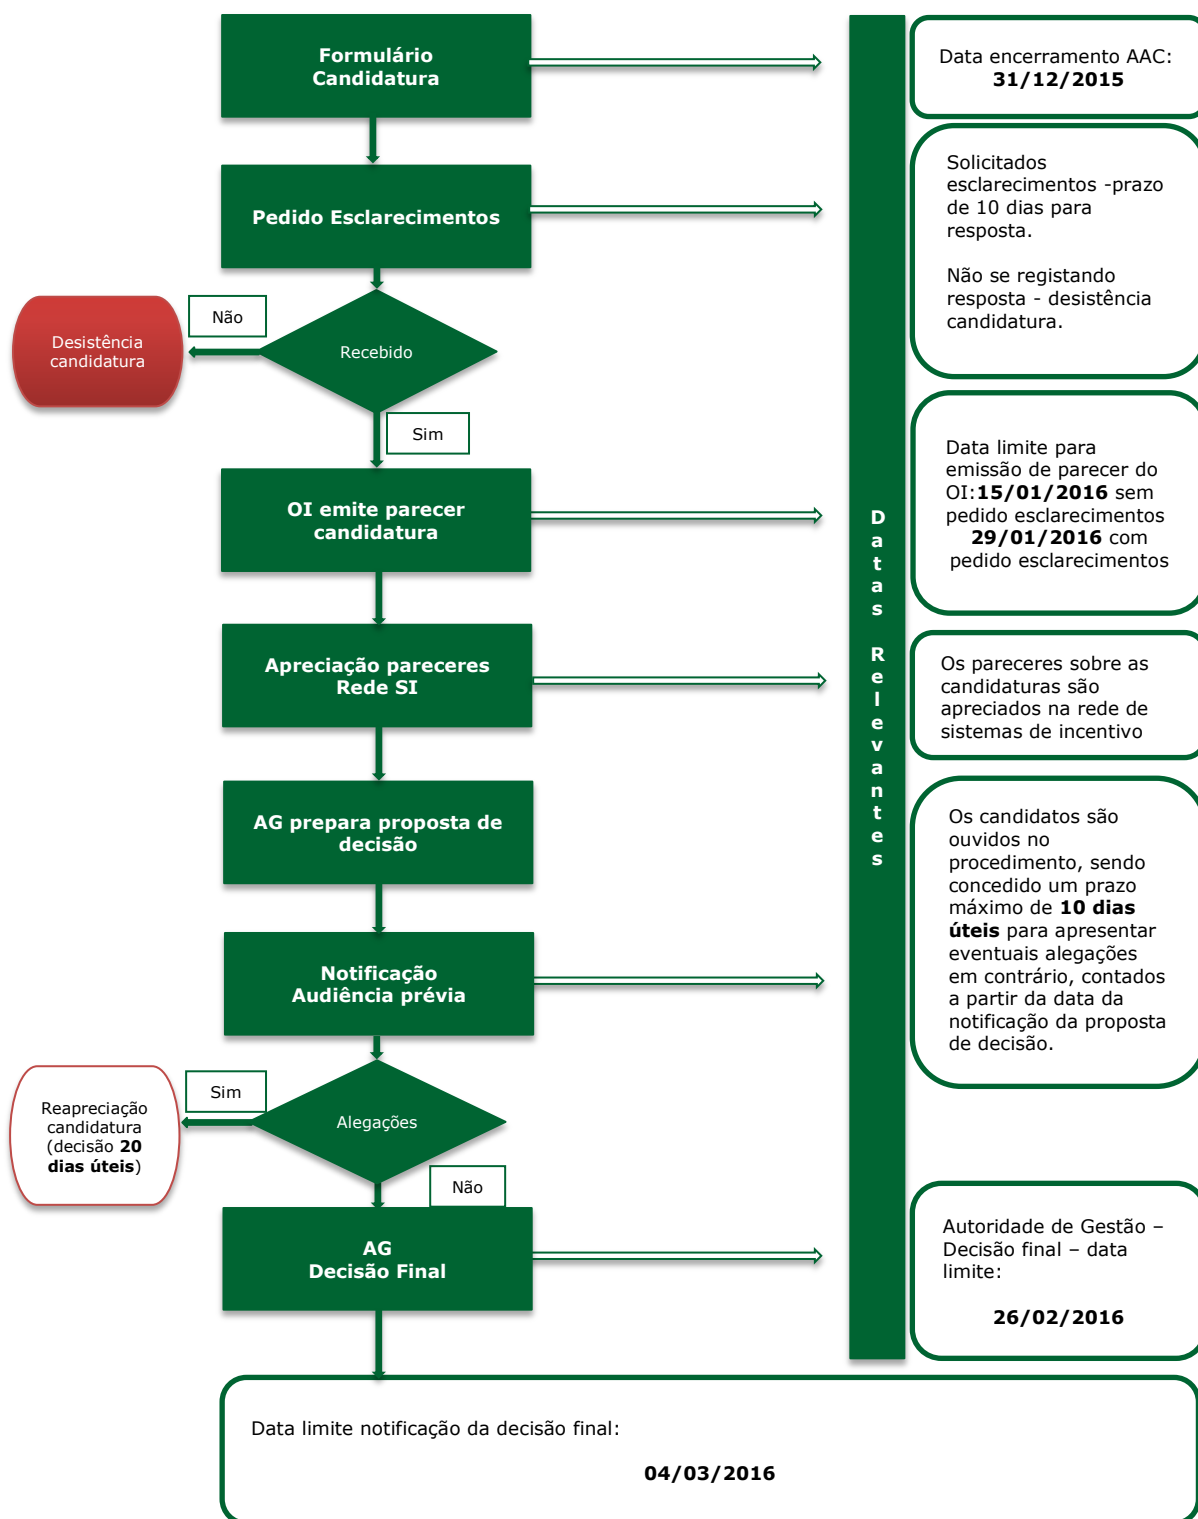 Formulário
Candidatura
Data encerramento AAC:
31/12/2015
Pedido Esclarecimentos
Solicitados
esclarecimentos -prazo
de 10 dias para
resposta.
Não se registando
resposta - desistência
candidatura.
Não
Desistência
candidatura
Recebido
Sim
OI emite parecer
candidatura
Data limite para
emissão de parecer do
OI:15/01/2016 sem
pedido esclarecimentos
29/01/2016 com
pedido esclarecimentos
Datas Relevantes
Apreciação pareceres
Rede SI
Os pareceres sobre as
candidaturas são
apreciados na rede de
sistemas de incentivo
AG prepara proposta de
decisão
Notificação
Audiência prévia
Os candidatos são
ouvidos no
procedimento, sendo
concedido um prazo
máximo de 10 dias
úteis para apresentar
eventuais alegações
em contrário, contados
a partir da data da
notificação da proposta
de decisão.
Sim
Reapreciação
candidatura
(decisão 20
dias úteis)
Alegações
Não
AG
Decisão Final
Autoridade de Gestão –
Decisão final – data
limite:
26/02/2016
Data limite notificação da decisão final:
04/03/2016